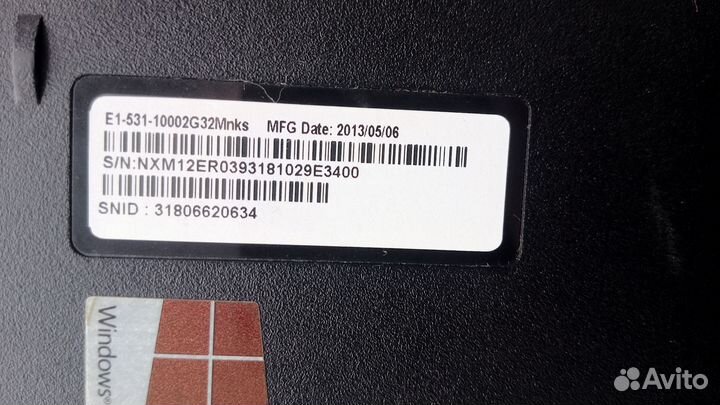 E1-531-10002G32Mnks MFG Date: 2013/05/06
S/N:NXM12ER0393181029E3400
SNID : 31806620634
Windows
Avito